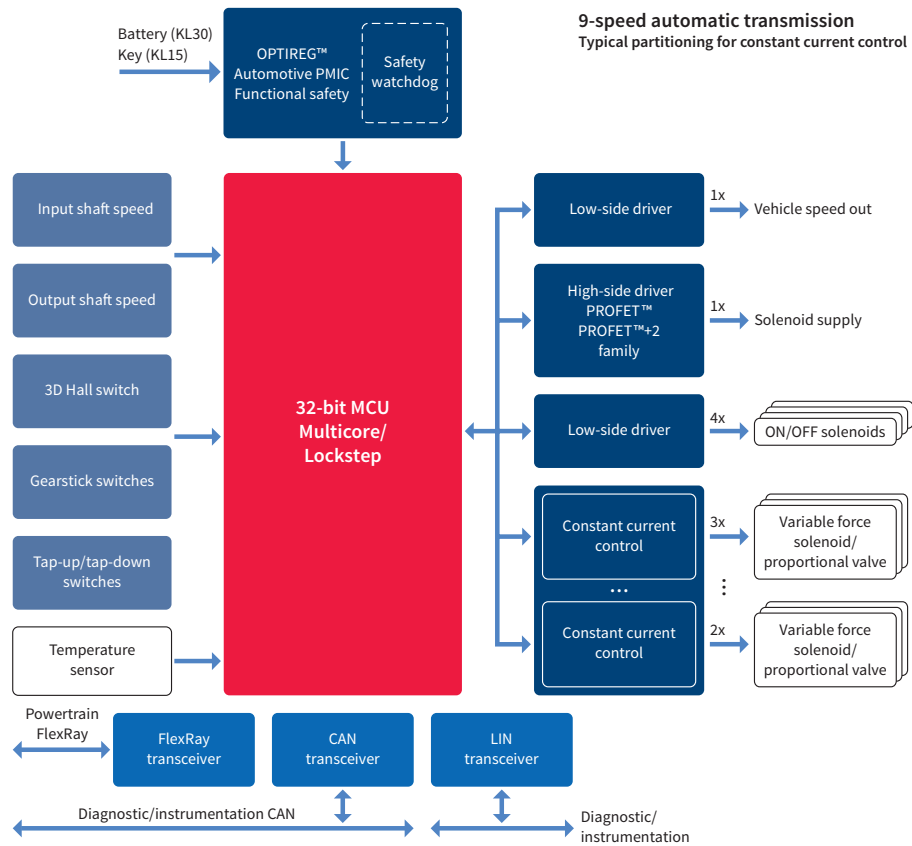 9-speed automatic transmission
Typical partitioning for constant current control
Battery (KL30)
Key (KL15)
OPTIREG™
Automotive PMIC
Functional safety
Safety
watchdog
Input shaft speed
Output shaft speed
3D Hall switch
Gearstick switches
Tap-up/tap-down
switches
Temperature
sensor
32-bit MCU
Multicore/
Lockstep
Low-side driver
1x
Vehicle speed out
High-side driver
PROFET™
PROFET™+2
family
1x
Solenoid supply
Low-side driver
4x
ON/OFF solenoids
Constant current
control
3x
Variable force
solenoid/
proportional valve
...
⋮
Constant current
control
2x
Variable force
solenoid/
proportional valve
Powertrain
FlexRay
FlexRay
transceiver
CAN
transceiver
LIN
transceiver
Diagnostic/instrumentation CAN
Diagnostic/
instrumentation